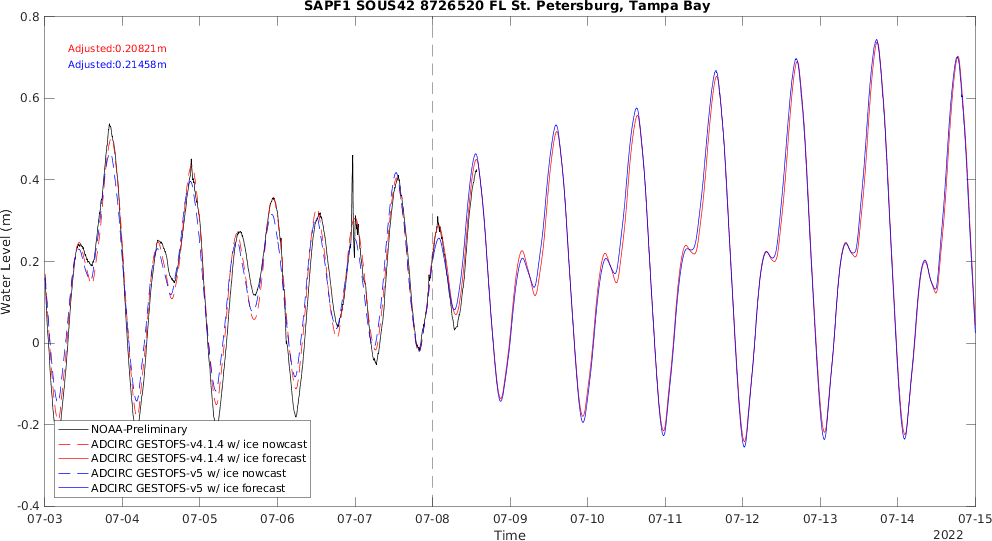 SAPF1 SOUS42 8726520 FL St. Petersburg, Tampa Bay
0.8
Adjusted:0.20821m
Adjusted:0.21458m
0.6
0.4
0.2
0
-0.2
-0.4
Water Level (m)
NOAA-Preliminary
ADCIRC GESTOFS-v4.1.4 w/ ice nowcast
ADCIRC GESTOFS-v4.1.4 w/ ice forecast
ADCIRC GESTOFS-v5 w/ ice nowcast
ADCIRC GESTOFS-v5 w/ ice forecast
07-03 07-04 07-05 07-06 07-07 07-08 07-09 07-10 07-11 07-12 07-13 07-14 07-15
Time
2022